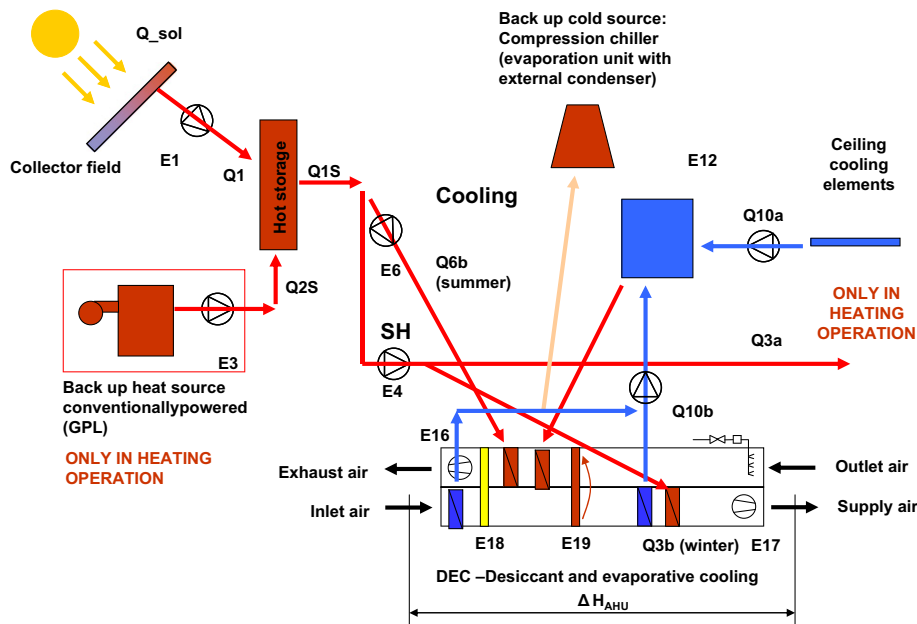 Q_sol
Collector field
E1
Q1
Hot storage
Q1S
Q2S
E3
Back up heat source
conventionallypowered
(GPL)
ONLY IN HEATING
OPERATION
Back up cold source:
Compression chiller
(evaporation unit with
external condenser)
Cooling
E6
Q6b
(summer)
SH
E4
E12
Q10a
Ceiling
cooling
elements
ONLY IN
HEATING
OPERATION
Q3a
Q10b
E16
Exhaust air
Inlet air
Outlet air
Supply air
E18
E19
Q3b (winter)
E17
DEC –Desiccant and evaporative cooling
Δ HAHU